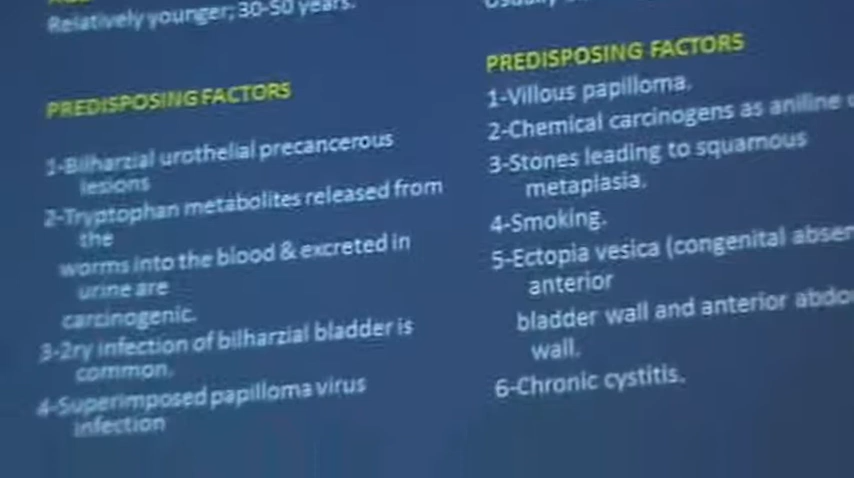 Relatively younger; 30-50 years.
PREDISPOSING FACTORS
1-Bilharzial urothelial precancerous
lesions
2-Tryptophan metabolites released from
the
worms into the blood & excreted in
urine are
carcinogenic.
3-2ry infection of bilharzial bladder is
common.
4-Superimposed papilloma virus
infection
Usually
PREDISPOSING FACTORS
1-Villous papilloma.
2-Chemical carcinogens as aniline
3-Stones leading to squamous
metaplasia.
4-Smoking.
5-Ectopia vesica (congenital absen
anterior
bladder wall and anterior abdo
wall.
6-Chronic cystitis.